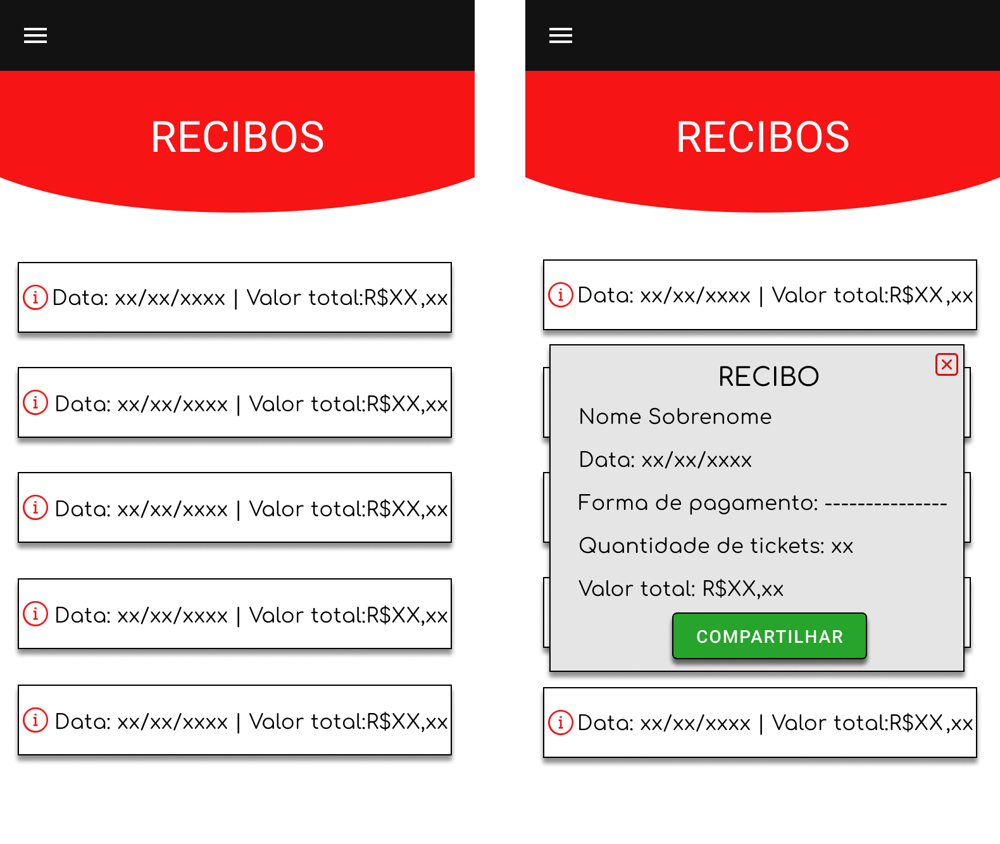 RECIBOS
Data: xx/xx/xxxx | Valor total:R$XX,xx
Data: xx/xx/xxxx | Valor total:R$XX,xx
Data: xx/xx/xxxx | Valor total:R$XX,xx
Data: xx/xx/xxxx | Valor total:R$XX,xx
Data: xx/xx/xxxx | Valor total:R$XX,xx
RECIBOS
Data: xx/xx/xxxx | Valor total:R$XX,xx
RECIBO
Nome Sobrenome
Data: xx/xx/xxxx
Forma de pagamento: ---------------
Quantidade de tickets: xx
Valor total: R$XX,xx
COMPARTILHAR
Data: xx/xx/xxxx | Valor total:R$XX,xx